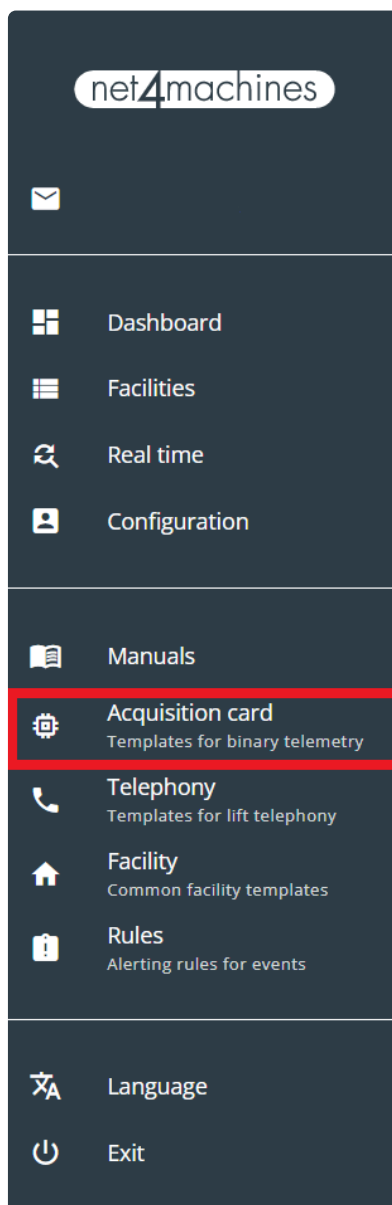 net4machines
Dashboard
Facilities
Real time
Configuration
Manuals
Acquisition card
Templates for binary telemetry
Telephony
Templates for lift telephony
Facility
Common facility templates
Rules
Alerting rules for events
Language
Exit